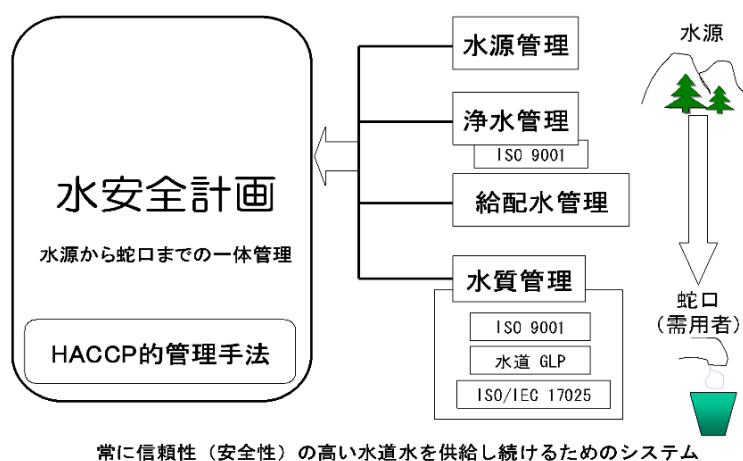 水安全計画
水源から蛇口までの一体管理
HACCP的管理手法
水源管理
浄水管理
ISO 9001
給配水管理
水質管理
ISO 9001
水道 GLP
ISO/IEC 17025
水源
蛇口
(需用者)
常に信頼性（安全性）の高い水道水を供給し続けるためのシステム